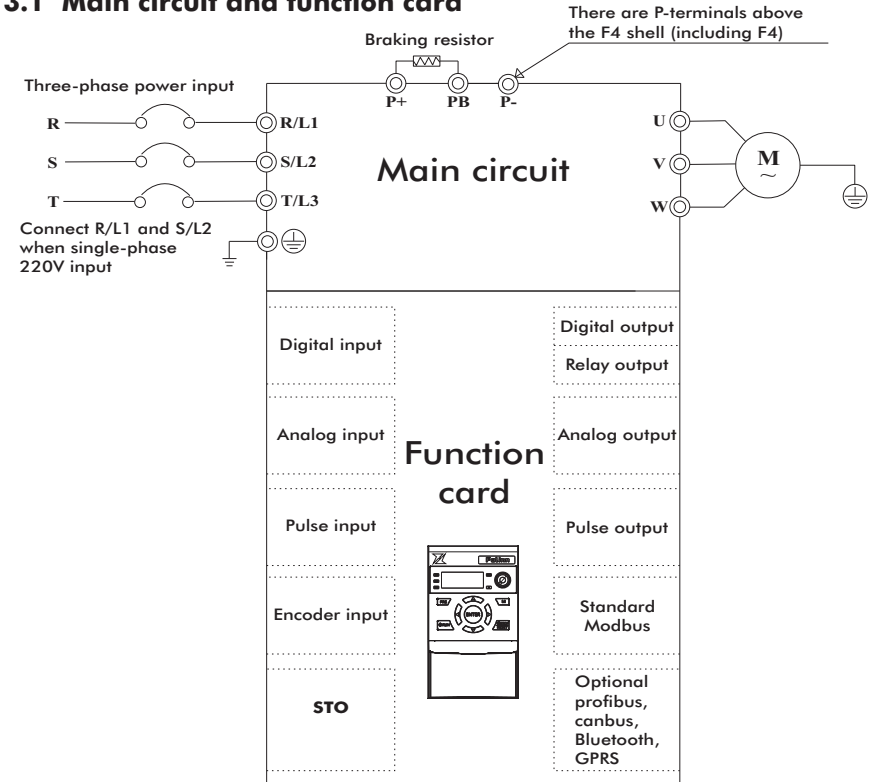 3.1 Main circuit and function card
There are P-terminals above
the F4 shell (including F4)
Braking resistor
Three-phase power input
P+ PB P-
R R/L1
S S/L2
T T/L3
U
V
W
M
~
Main circuit
Connect R/L1 and S/L2
when single-phase
220V input
Digital input
Digital output
Relay output
Analog input
Analog output
Function
card
Pulse input
Pulse output
Encoder input
ENTER
Standard
Modbus
STO
Optional
profibus,
canbus,
Bluetooth,
GPRS